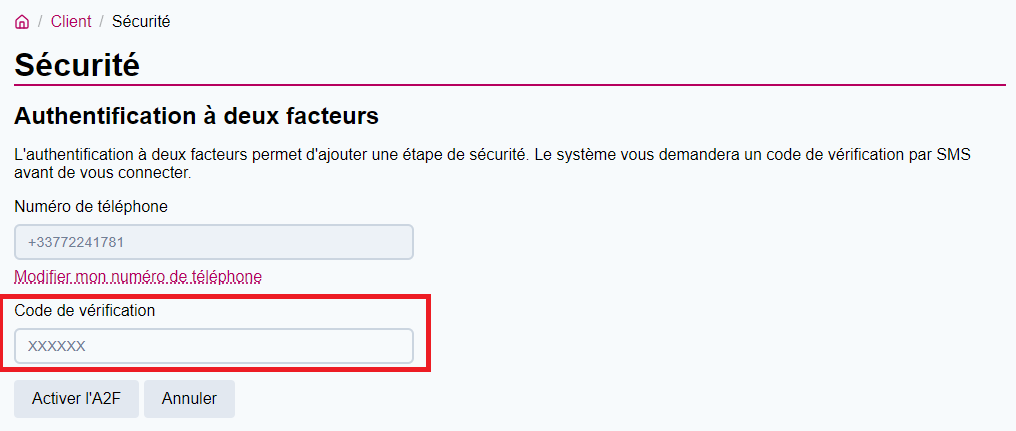 / Client / Sécurité
Sécurité
Authentification à deux facteurs
L'authentification à deux facteurs permet d'ajouter une étape de sécurité. Le système vous demandera un code de vérification par SMS
avant de vous connecter.
Numéro de téléphone
+33772241781
Modifier mon numéro de téléphone
Code de vérification
XXXXXX
Activer l'A2F Annuler